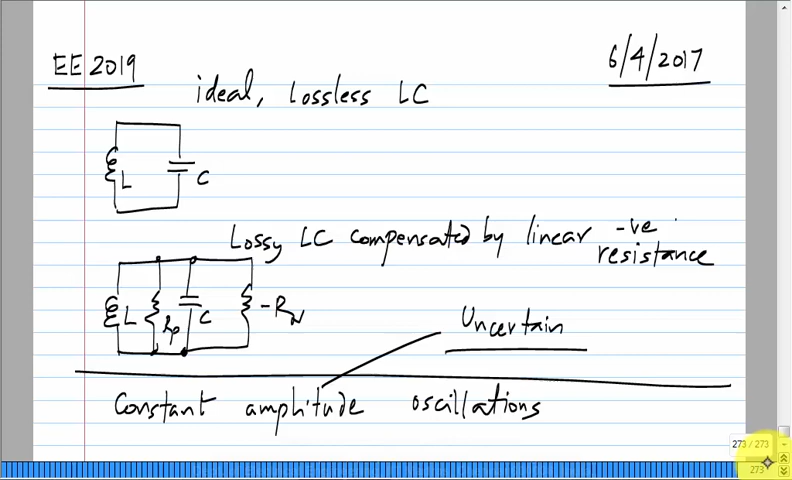 EE 2019
6/4/2017
ideal, Lossless LC
L C
Lossy LC compensated by linear -ve
resistance
L Rp C -RN
Uncertain
Constant amplitude oscillations
273 / 273
273